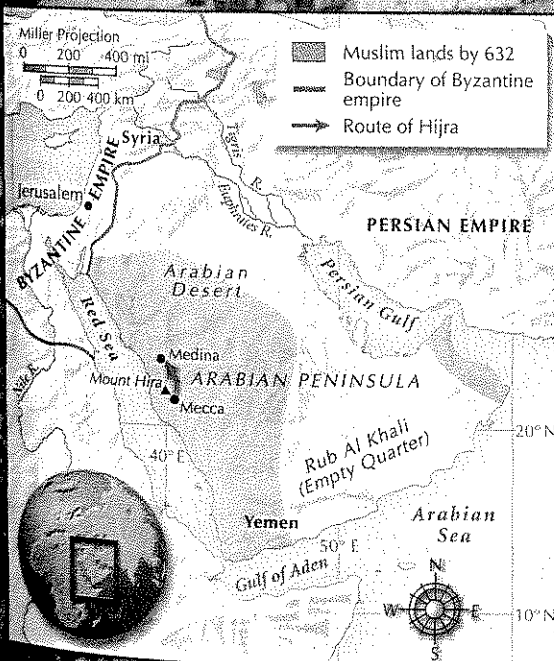 Miller Projection
0 200 400 mi
0 200 400 km
Muslim lands by 632
Boundary of Byzantine
empire
Route of Hijra
Syria
Tigris R.
Euphrates R.
Jerusalem
BYZANTINE EMPIRE
PERSIAN EMPIRE
Arabian
Desert
Persian Gulf
Red Sea
Medina
Nile R.
Mount Hira
ARABIAN PENINSULA
Mecca
20°N
40°E
Rub Al Khali
(Empty Quarter)
Yemen
Arabian
Sea
50°E
Gulf of Aden
N
W
E
10°N
S